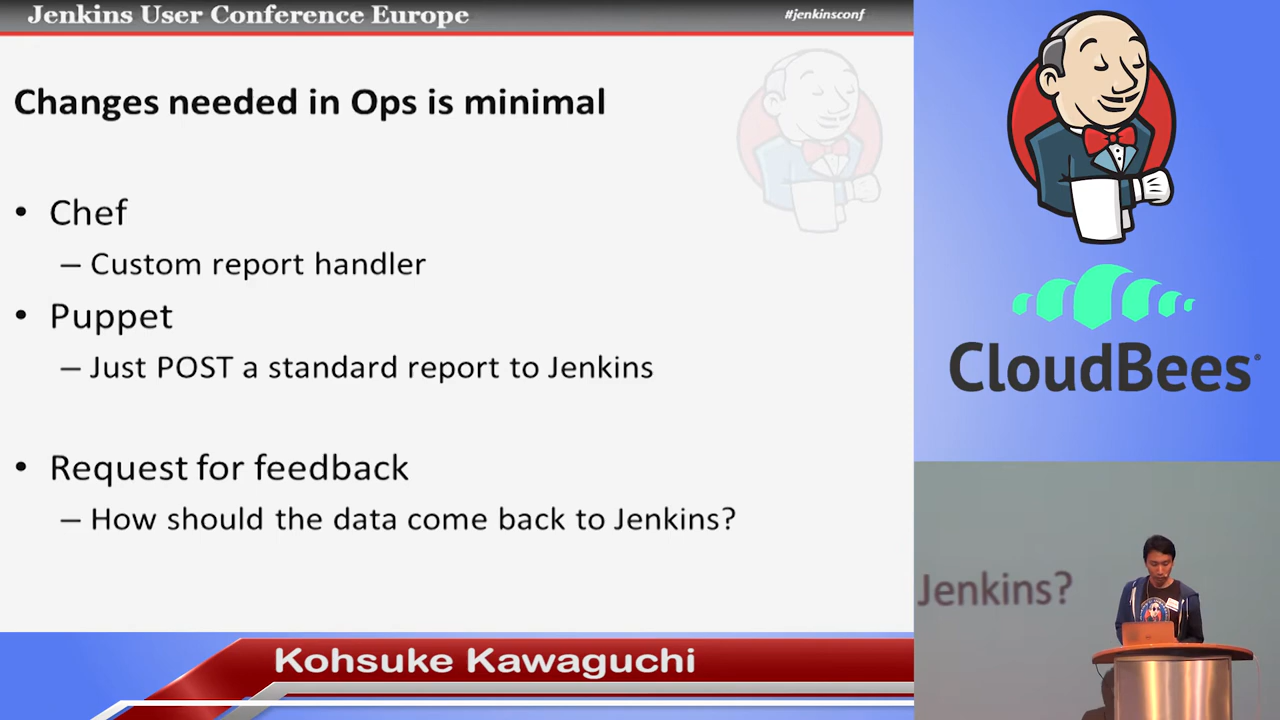 Jenkins User Conference Europe
#jenkinsconf
Changes needed in Ops is minimal
• Chef
– Custom report handler
• Puppet
– Just POST a standard report to Jenkins
• Request for feedback
– How should the data come back to Jenkins?
CloudBees
Jenkins?
Kohsuke Kawaguchi